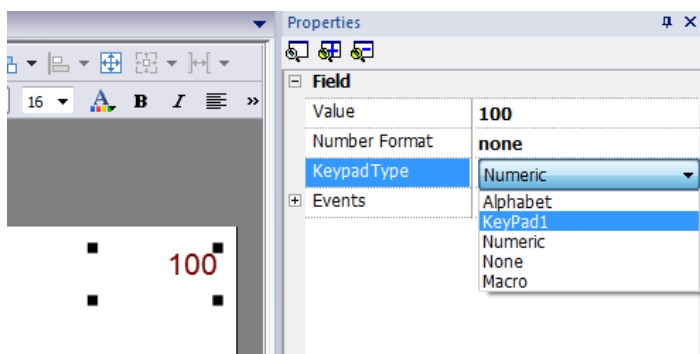 Properties
Field
16 A B I »
Value 100
Number Format none
KeypadType Numeric
Events
Alphabet
KeyPad1
Numeric
None
Macro
100